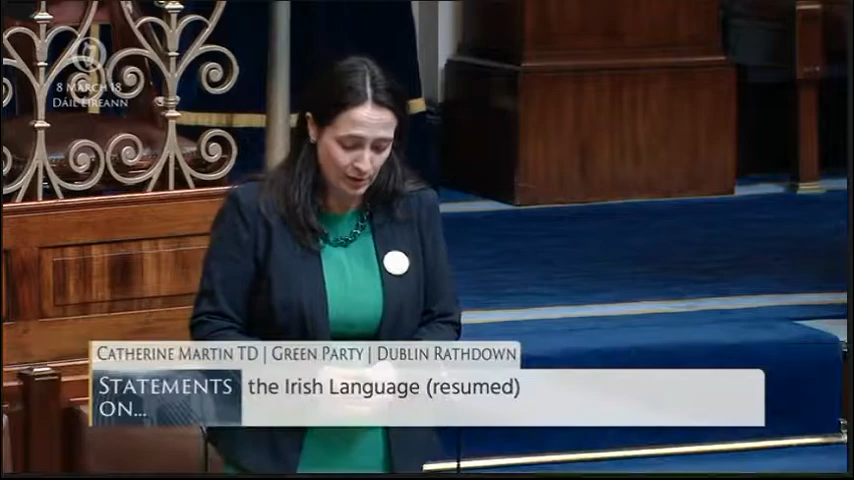 8 MARCH 18
DÁIL ÉIREANN
CATHERINE MARTIN TD | GREEN PARTY | DUBLIN RATHDOWN
STATEMENTS ON... the Irish Language (resumed)